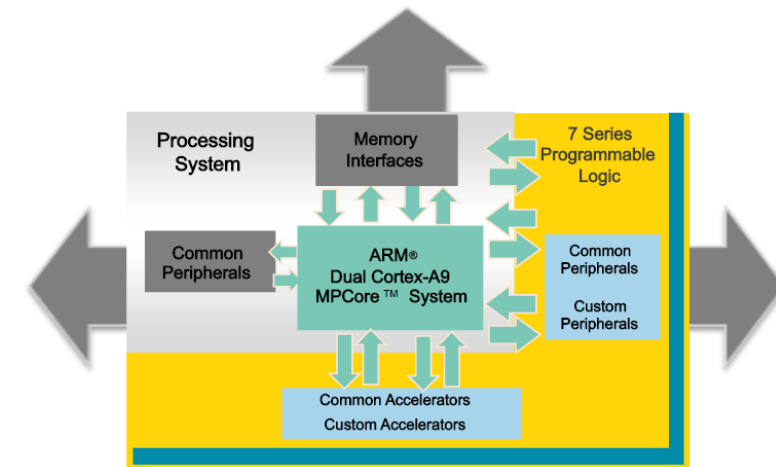 Processing
System
Memory
Interfaces
7 Series
Programmable
Logic
Common
Peripherals
ARM®
Dual Cortex-A9
MPCore™ System
Common
Peripherals
Custom
Peripherals
Common Accelerators
Custom Accelerators